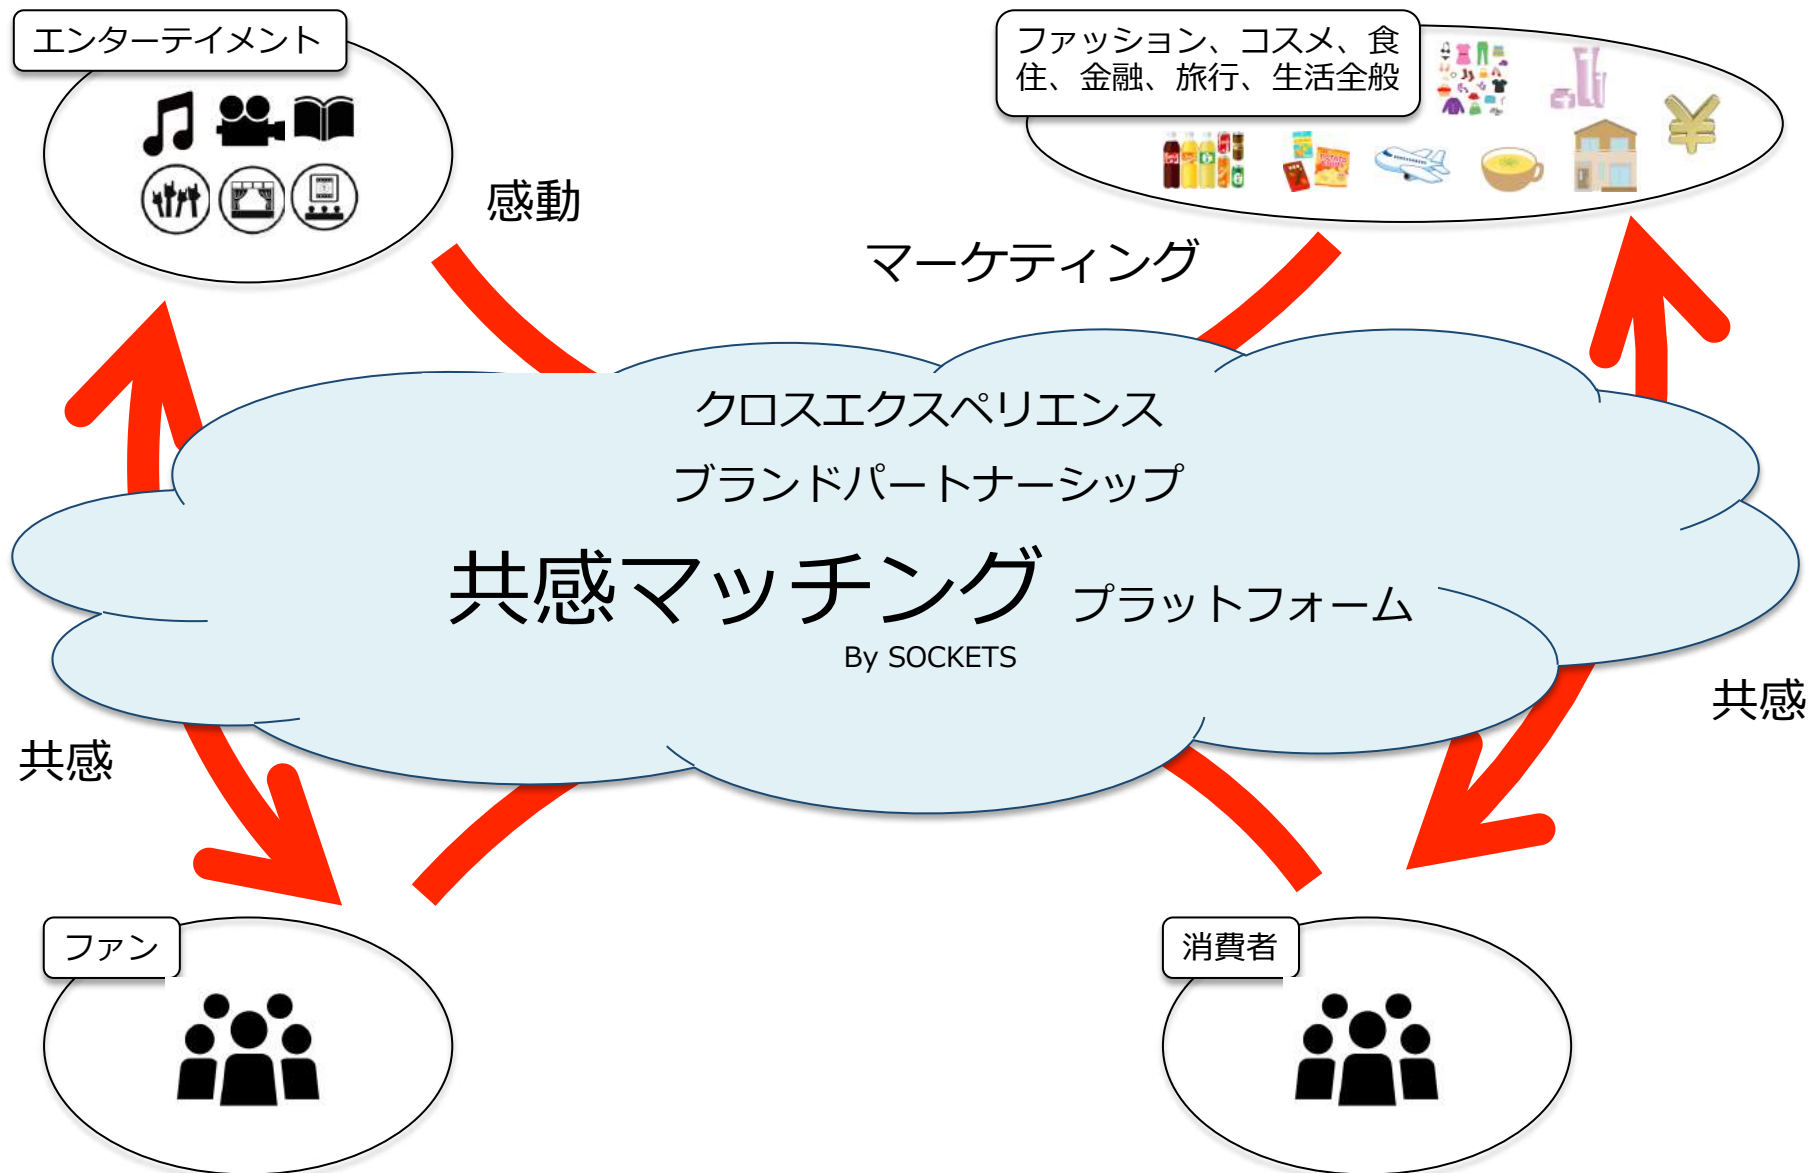 エンターテイメント
ファッション、コスメ、食
住、金融、旅行、生活全般
感動
マーケティング
クロスエクスペリエンス
ブランドパートナーシップ
共感マッチング プラットフォーム
By SOCKETS
共感
共感
ファン
消費者